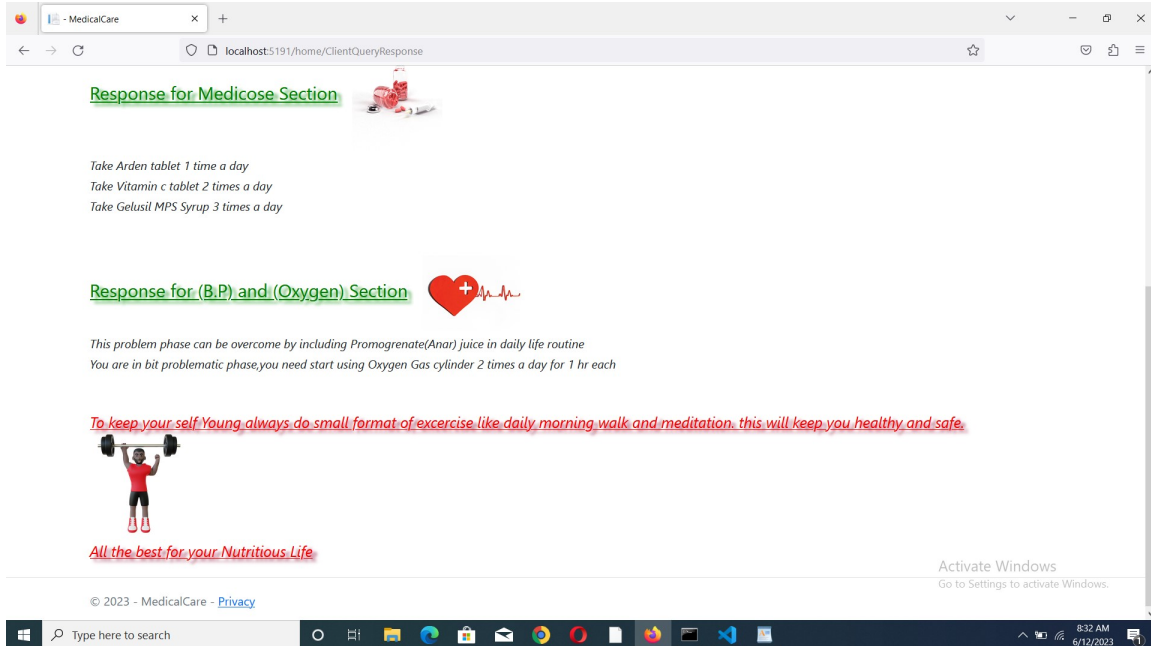 - MedicalCare
localhost:5191/home/ClientQueryResponse
Response for Medicose Section
Take Arden tablet 1 time a day
Take Vitamin c tablet 2 times a day
Take Gelusil MPS Syrup 3 times a day
Response for (B.P) and (Oxygen) Section
This problem phase can be overcome by including Promogrenate(Anar) juice in daily life routine
You are in bit problematic phase,you need start using Oxygen Gas cylinder 2 times a day for 1 hr each
To keep your self Young always do small format of excercise like daily morning walk and meditation. this will keep you healthy and safe.
All the best for your Nutritious Life
Activate Windows
Go to Settings to activate Windows.
© 2023 - MedicalCare - Privacy
Type here to search
8:32 AM
6/12/2023
1